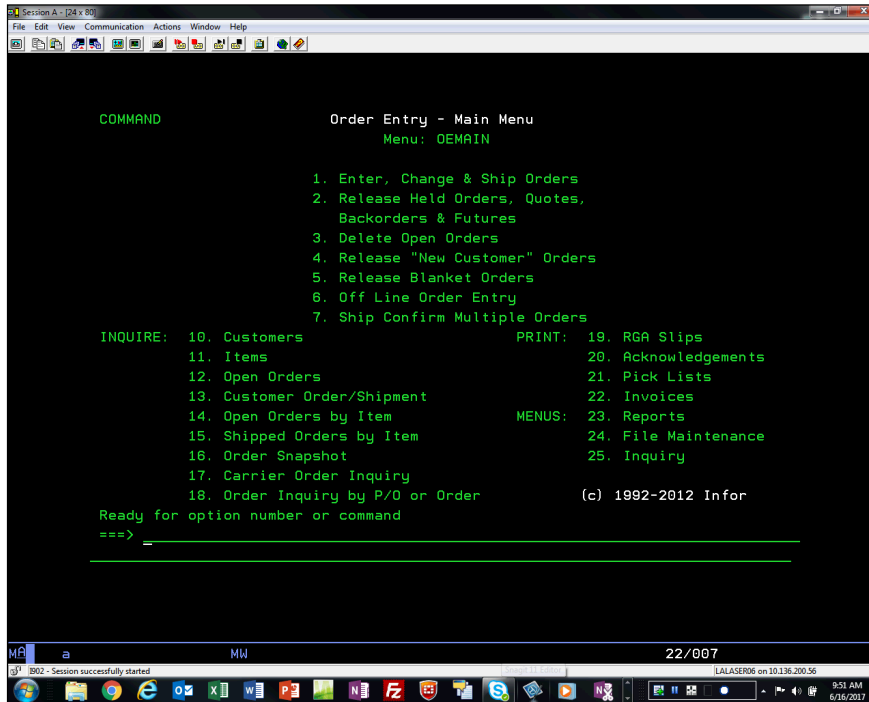 Session A - [24 x 80]
File Edit View Communication Actions Window Help
COMMAND Order Entry - Main Menu
Menu: OEMAIN
1. Enter, Change & Ship Orders
2. Release Held Orders, Quotes,
Backorders & Futures
3. Delete Open Orders
4. Release "New Customer" Orders
5. Release Blanket Orders
6. Off Line Order Entry
7. Ship Confirm Multiple Orders
INQUIRE: 10. Customers PRINT: 19. RGA Slips
11. Items 20. Acknowledgements
12. Open Orders 21. Pick Lists
13. Customer Order/Shipment 22. Invoices
14. Open Orders by Item MENUS: 23. Reports
15. Shipped Orders by Item 24. File Maintenance
16. Order Snapshot 25. Inquiry
17. Carrier Order Inquiry
18. Order Inquiry by P/O or Order (c) 1992-2012 Infor
Ready for option number or command
===>
MA a MW 22/007
I902 - Session successfully started Snagit 11 Editor LALASER06 on 10.136.200.56
9:51 AM
6/16/2017